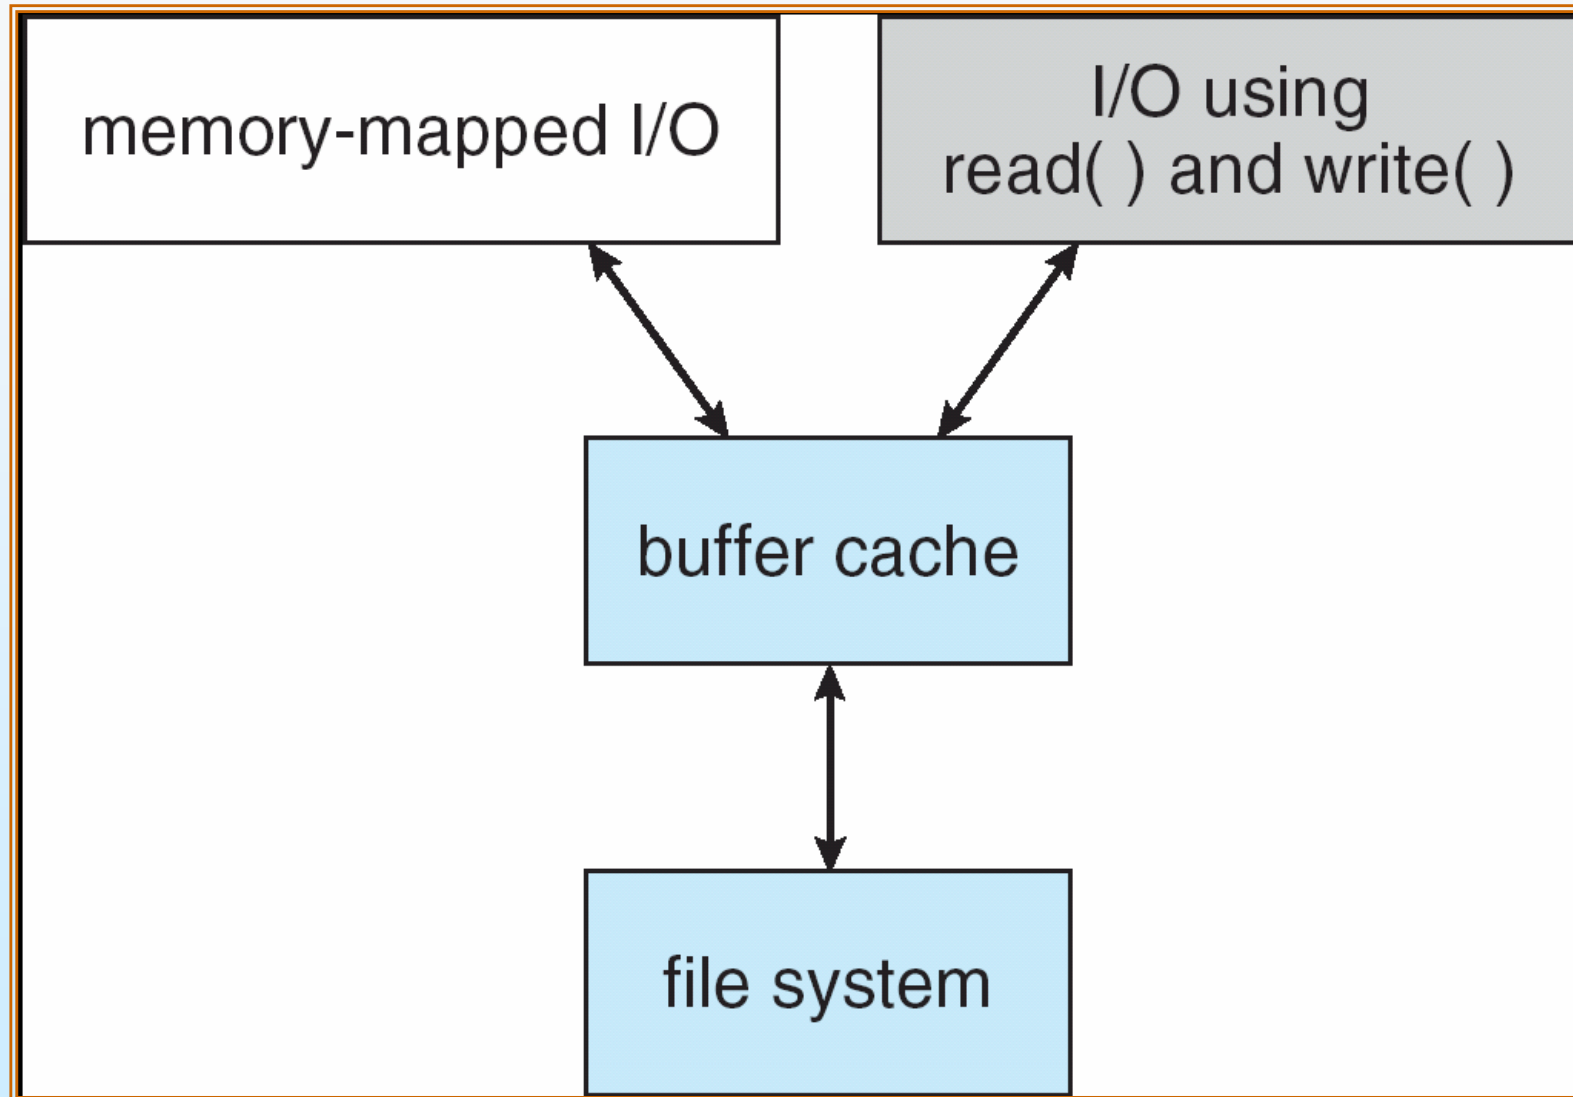 memory-mapped I/O
I/O using
read( ) and write( )
buffer cache
file system